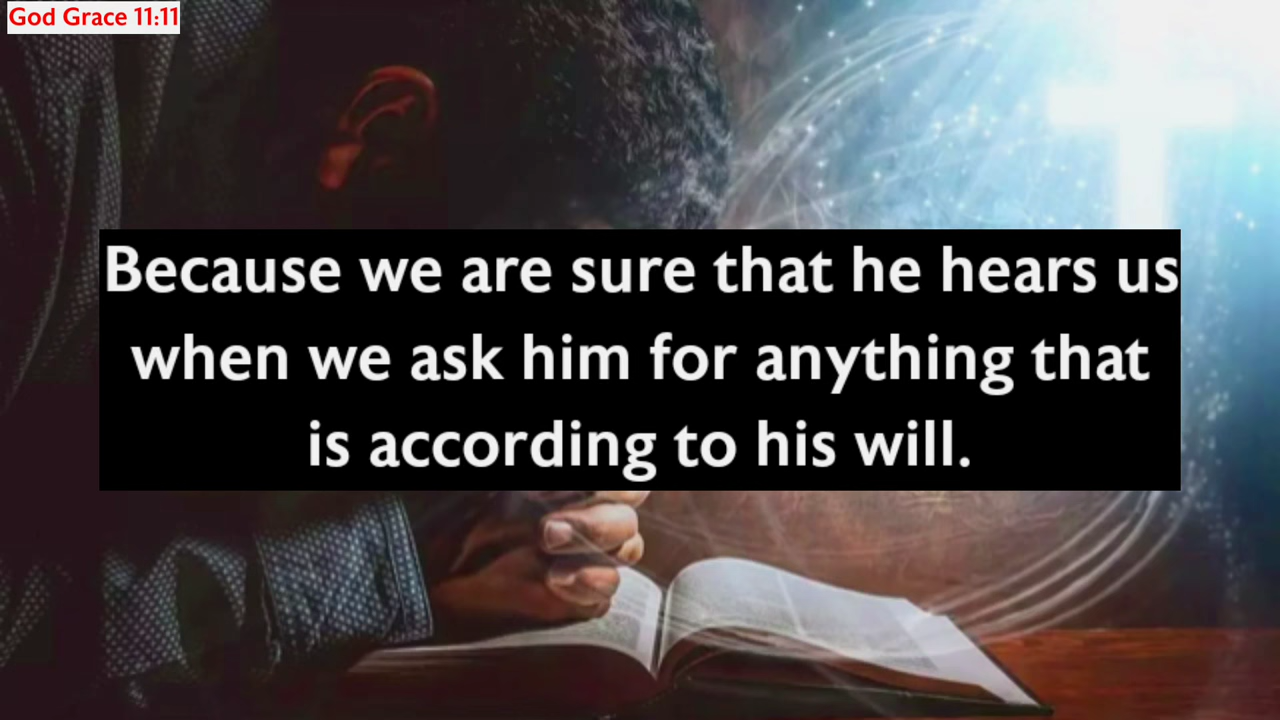 God Grace 11:11
Because we are sure that he hears us
when we ask him for anything that
is according to his will.